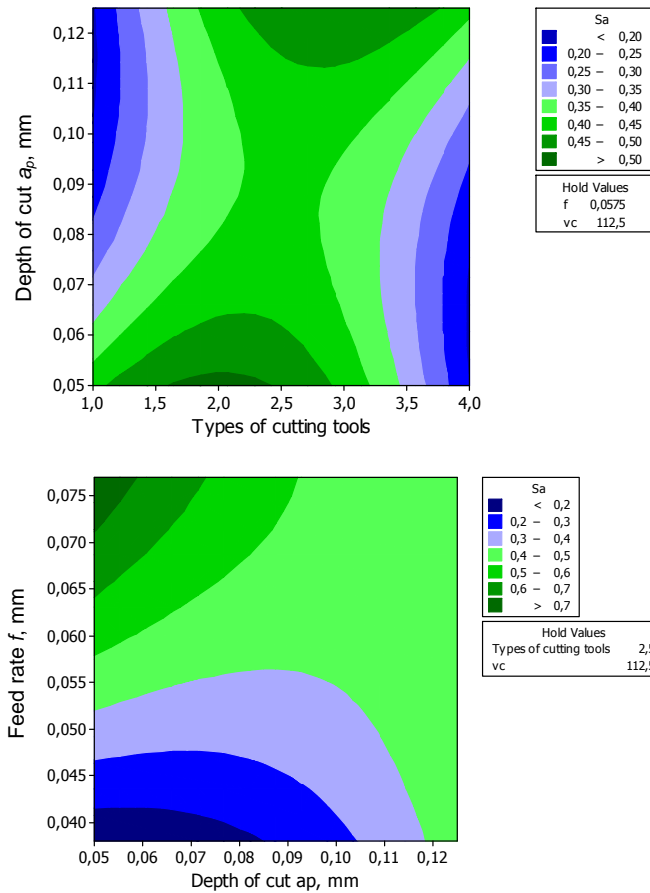 Sa
< 0,20
0,20 – 0,25
0,25 – 0,30
0,30 – 0,35
0,35 – 0,40
0,40 – 0,45
0,45 – 0,50
> 0,50
Hold Values
f 0,0575
vc 112,5
Depth of cut ap, mm
0,12
0,11
0,10
0,09
0,08
0,07
0,06
0,05
1,0 1,5 2,0 2,5 3,0 3,5 4,0
Types of cutting tools
Sa
< 0,2
0,2 – 0,3
0,3 – 0,4
0,4 – 0,5
0,5 – 0,6
0,6 – 0,7
> 0,7
Hold Values
Types of cutting tools 2,5
vc 112,5
Feed rate f, mm
0,075
0,070
0,065
0,060
0,055
0,050
0,045
0,040
0,05 0,06 0,07 0,08 0,09 0,10 0,11 0,12
Depth of cut ap, mm